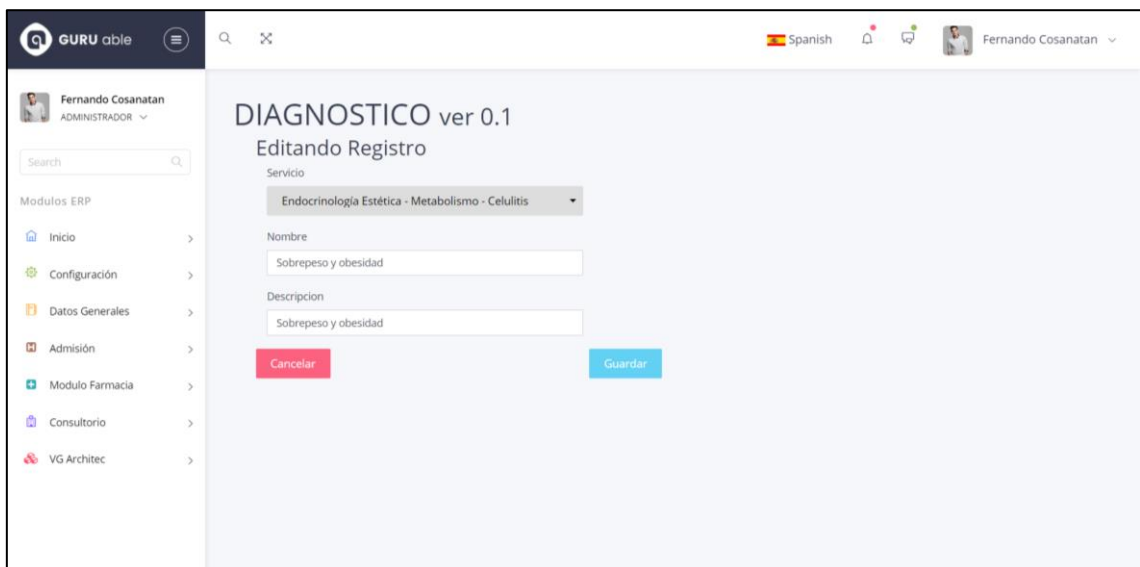 GURU able
Spanish
Fernando Cosanatan
Fernando Cosanatan
ADMINISTRADOR
Search
Modulos ERP
Inicio
Configuración
Datos Generales
Admisión
Modulo Farmacia
Consultorio
VG Architec
DIAGNOSTICO ver 0.1
Editando Registro
Servicio
Endocrinología Estética - Metabolismo - Celulitis
Nombre
Sobrepeso y obesidad
Descripcion
Sobrepeso y obesidad
Cancelar Guardar